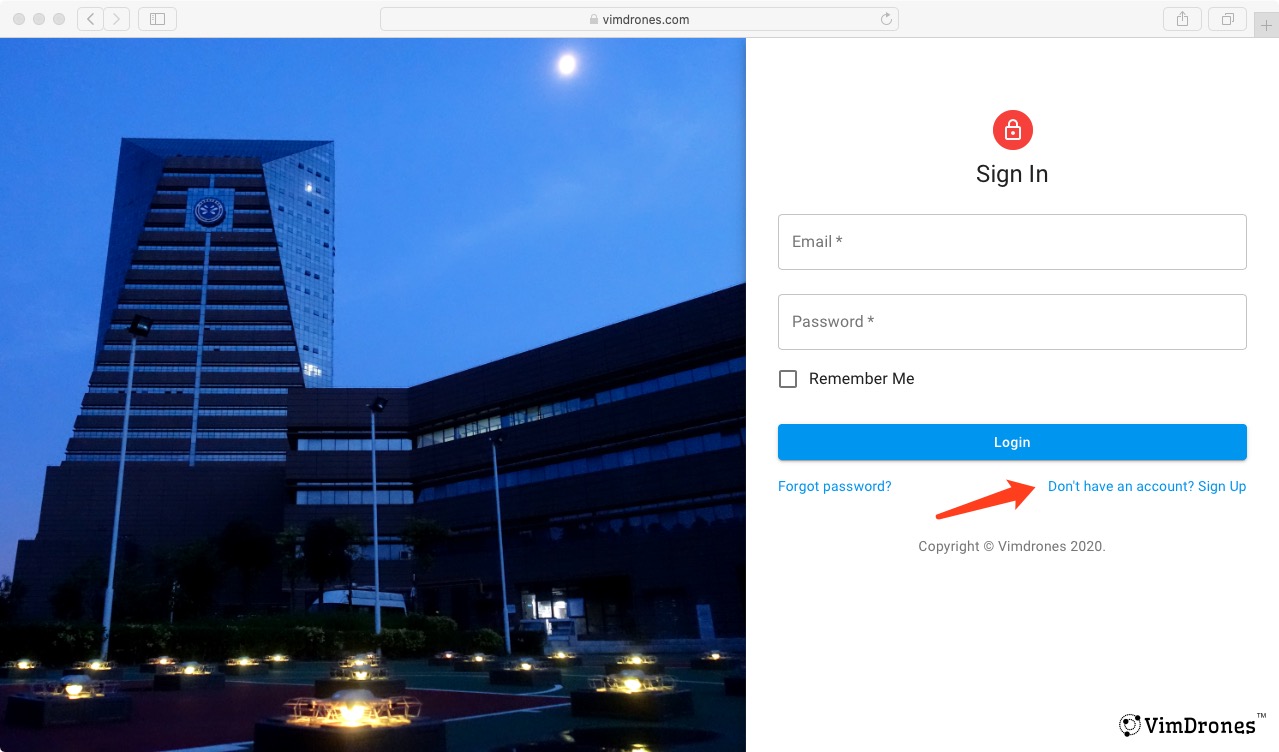 vimdrones.com
Sign In
Email *
Password *
Remember Me
Login
Forgot password?
Don't have an account? Sign Up
Copyright © Vimdrones 2020.
VimDrones™